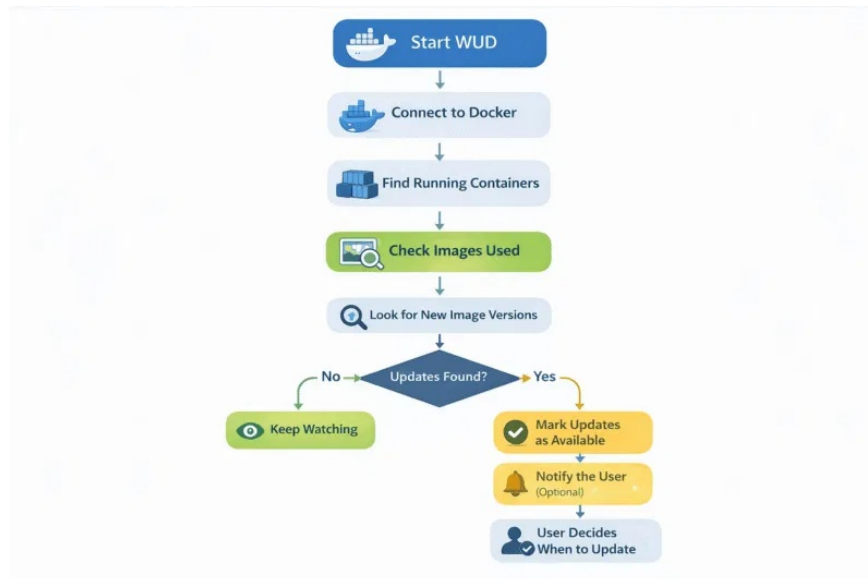 Start WUD
Connect to Docker
Find Running Containers
Check Images Used
Look for New Image Versions
Updates Found?
No
Yes
Keep Watching
Mark Updates
as Available
Notify the User
(Optional)
User Decides
When to Update